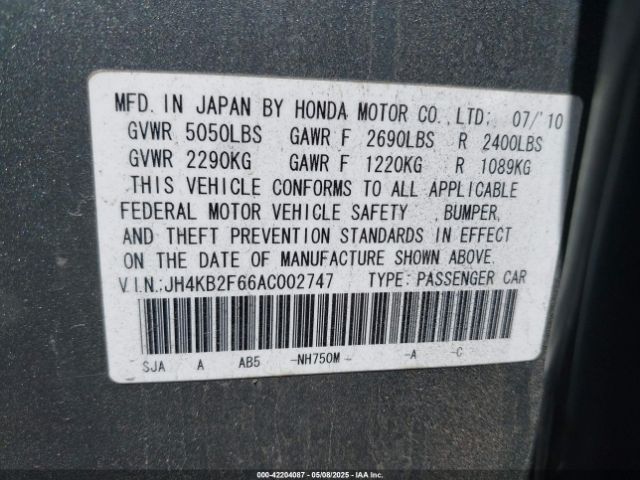 MFD. IN JAPAN BY HONDA MOTOR CO.,LTD; 07/'10
GVWR 5050LBS GAWR F 2690LBS R 2400LBS
GVWR 2290KG GAWR F 1220KG R 1089KG
THIS VEHICLE CONFORMS TO ALL APPLICABLE
FEDERAL MOTOR VEHICLE SAFETY ,BUMPER,
AND THEFT PREVENTION STANDARDS IN EFFECT
ON THE DATE OF MANUFACTURE SHOWN ABOVE.
V.I.N.:JH4KB2F66AC002747 TYPE: PASSENGER CAR
SJA A AB5 -NH750M - -A -C
000-42204087 - 05/08/2025 - IAAI.COM